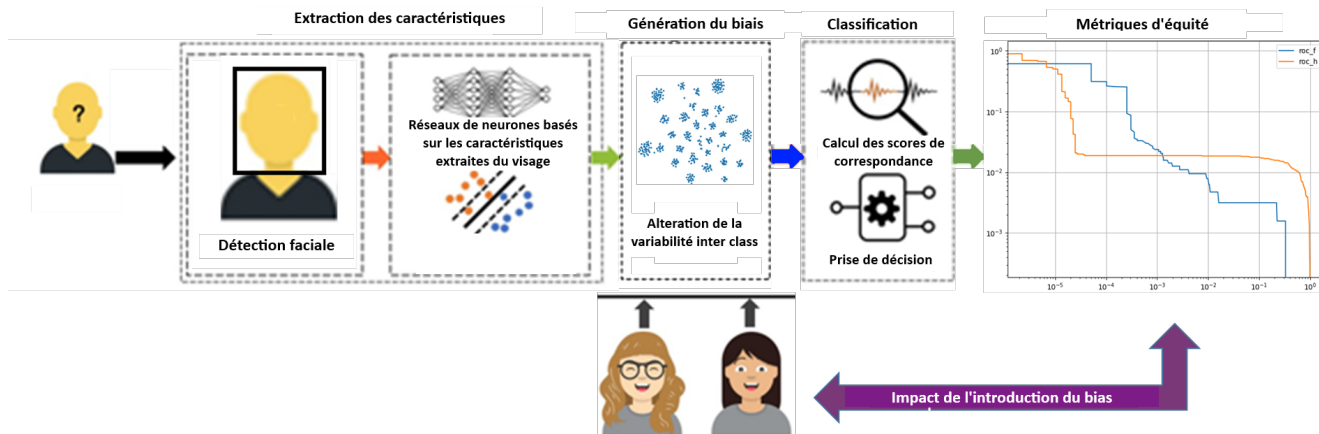 Extraction des caractéristiques
Génération du biais
Classification
Métriques d'équité
?
Détection faciale
Réseaux de neurones basés
sur les caractéristiques
extraites du visage
Alteration de la
variabilité inter class
Calcul des scores de
correspondance
Prise de décision
roc_f
roc_h
10⁰
10⁻¹
10⁻²
10⁻³
10⁻⁵
10⁻⁴
10⁻³
10⁻²
10⁻¹
10⁰
Impact de l'introduction du bias